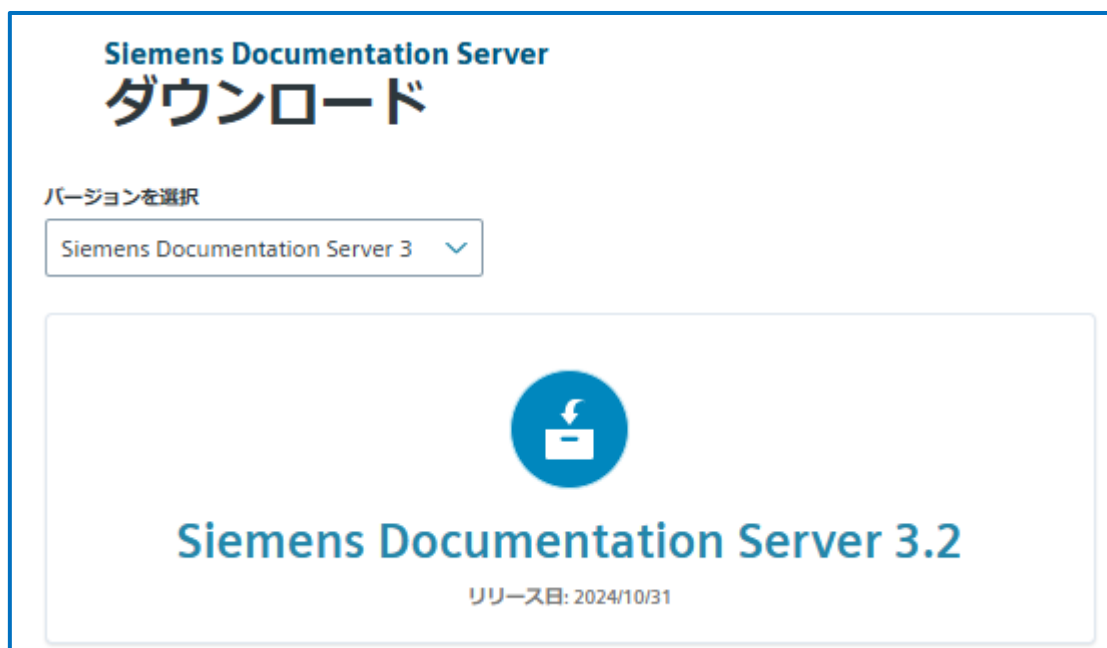 Siemens Documentation Server
ダウンロード
バージョンを選択
Siemens Documentation Server 3
Siemens Documentation Server 3.2
リリース日: 2024/10/31